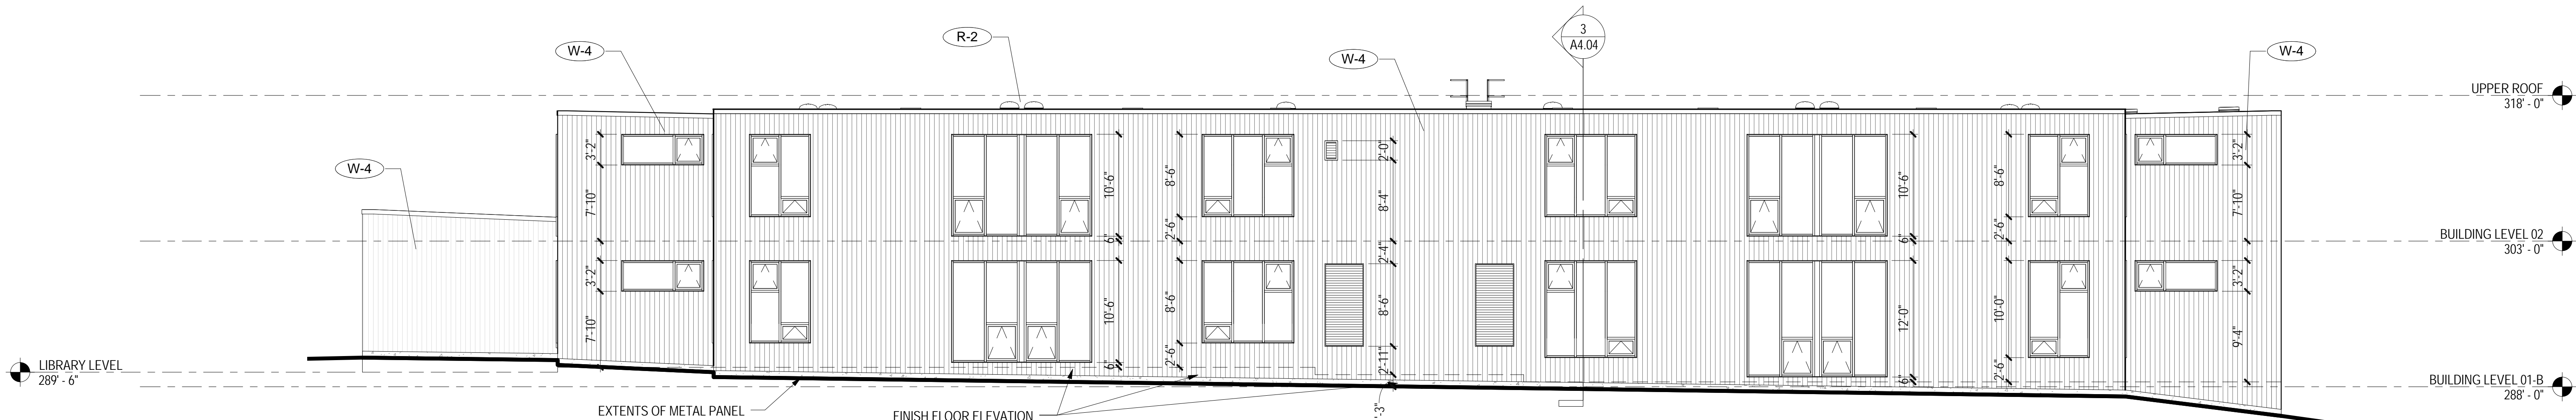 3
A4.04
W-4
R-2
W-4
W-4
W-4
UPPER ROOF
318' - 0"
BUILDING LEVEL 02
303' - 0"
BUILDING LEVEL 01-B
288' - 0"
LIBRARY LEVEL
289' - 6"
3'-2"
7'-10"
3'-2"
7'-10"
10'-6"
6"
10'-6"
6"
8'-6"
2'-6"
8'-6"
2'-6"
2'-0"
8'-4"
2'-4"
8'-6"
2'-11"
10'-6"
6"
12'-0"
6"
8'-6"
2'-6"
10'-0"
2'-6"
3'-2"
7'-10"
3'-2"
9'-4"
EXTENTS OF METAL PANEL
FINISH FLOOR ELEVATION